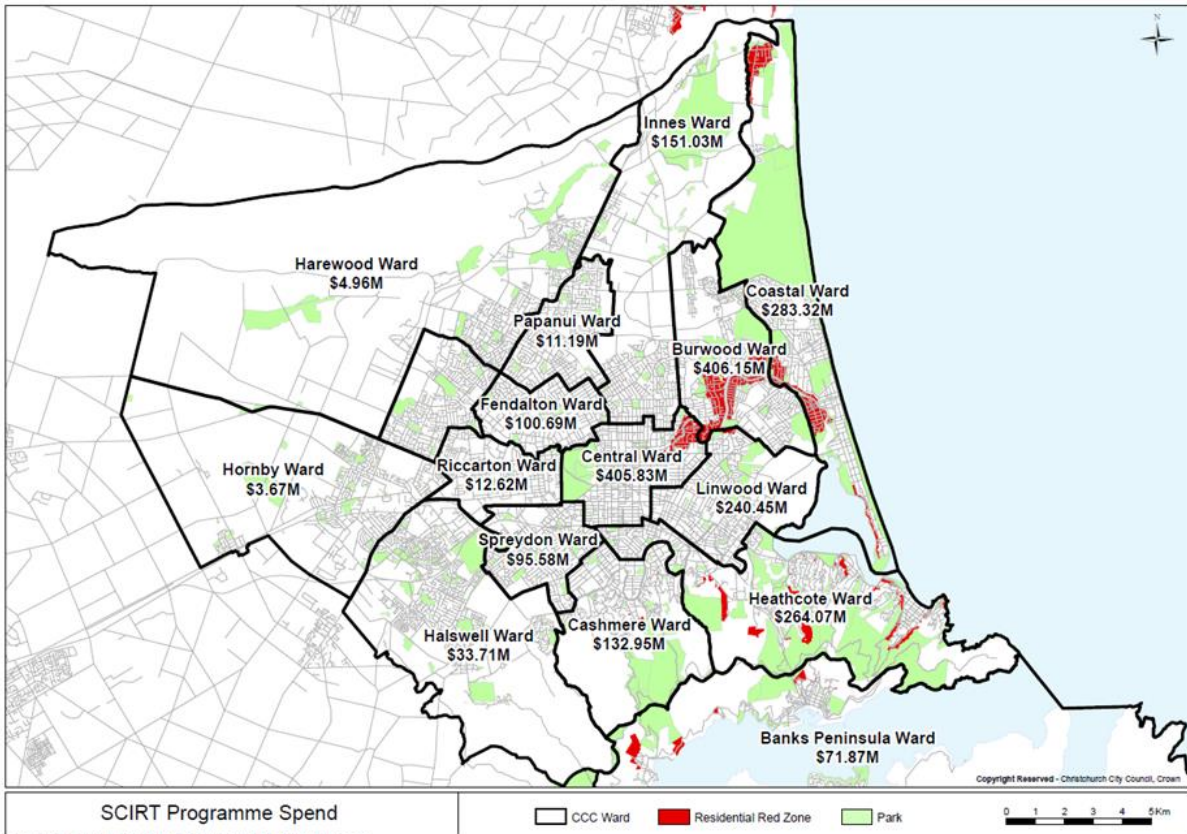 N
Innes Ward
$151.03M
Harewood Ward
$4.96M
Coastal Ward
$283.32M
Papanui Ward
$11.19M
Burwood Ward
$406.15M
Fendalton Ward
$100.69M
Central Ward
$405.83M
Riccarton Ward
$12.62M
Hornby Ward
$3.67M
Linwood Ward
$240.45M
Spreydon Ward
$95.58M
Heathcote Ward
$264.07M
Cashmere Ward
$132.95M
Halswell Ward
$33.71M
Banks Peninsula Ward
$71.87M
Copyright Reserved - Christchurch City Council, Crown
SCIRT Programme Spend
CCC Ward
Residential Red Zone
Park
0 1 2 3 4 5Km